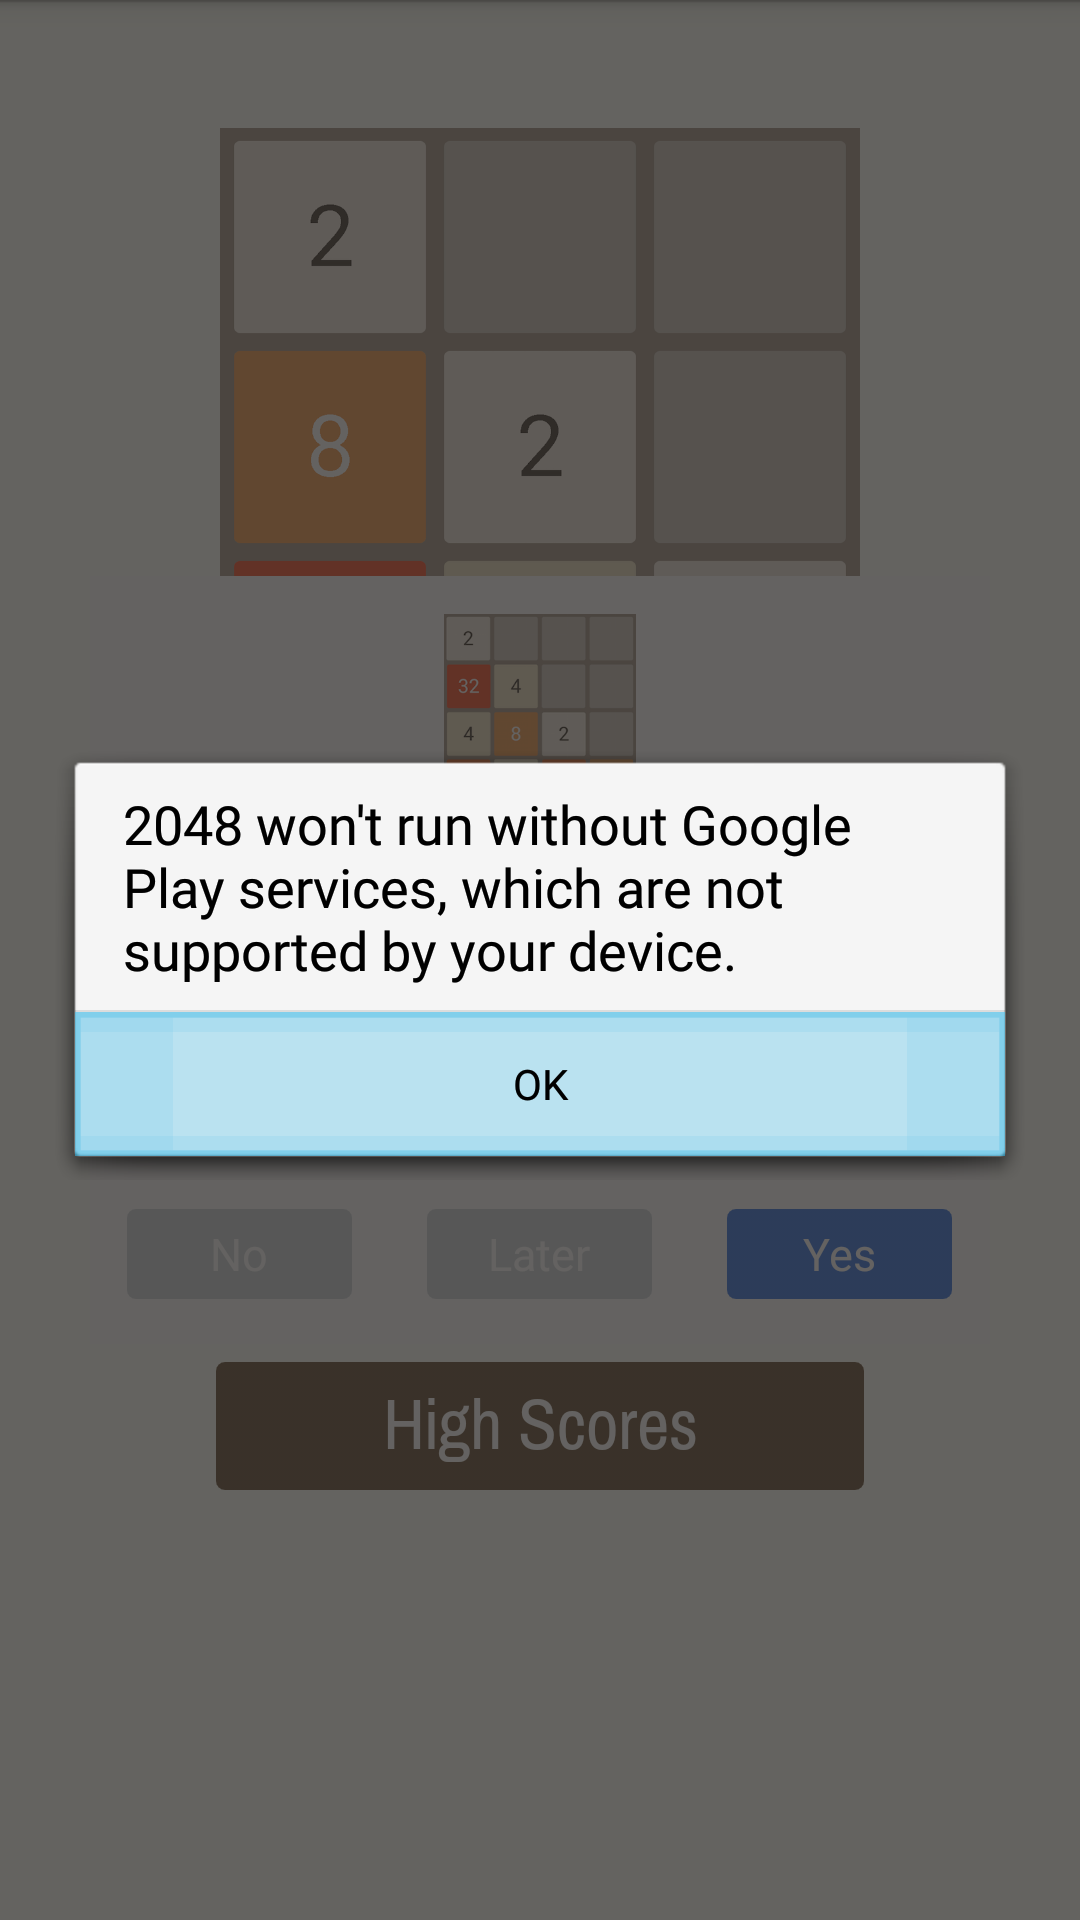 2
8 2
2
32 4
4 8 2
2048 won't run without Google
Play services, which are not
supported by your device.
OK
No Later Yes
High Scores